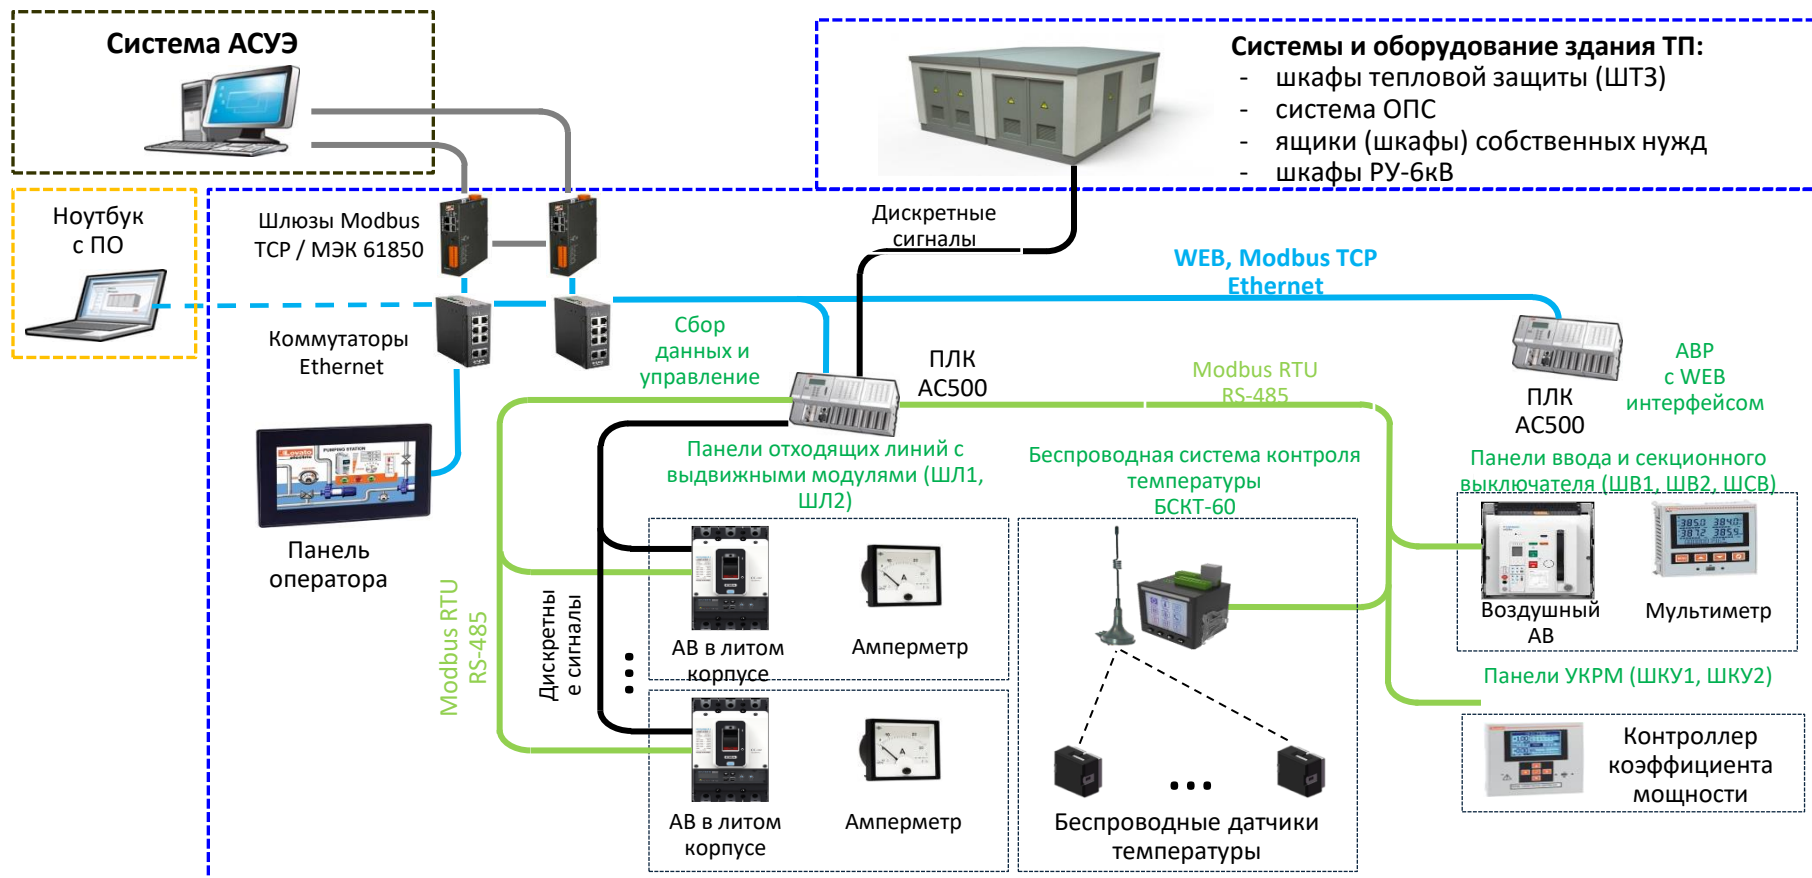 Система АСУЭ
Системы и оборудование здания ТП:
- шкафы тепловой защиты (ШТЗ)
- система ОПС
- ящики (шкафы) собственных нужд
- шкафы РУ-6кВ
Ноутбук
с ПО
Шлюзы Modbus
TCP / МЭК 61850
Дискретные
сигналы
WEB, Modbus TCP
Ethernet
Коммутаторы
Ethernet
Сбор
данных и
управление
ПЛК
AC500
Modbus RTU
RS-485
ПЛК
AC500
АВР
с WEB
интерфейсом
Панель
оператора
Панели отходящих линий с
выдвижными модулями (ШЛ1,
ШЛ2)
Беспроводная система контроля
температуры
БСКТ-60
Панели ввода и секционного
выключателя (ШВ1, ШВ2, ШСВ)
Modbus RTU
RS-485
Дискретны
е сигналы
...
АВ в литом
корпусе
Амперметр
АВ в литом
корпусе
Амперметр
...
Беспроводные датчики
температуры
Воздушный
АВ
Мультиметр
Панели УКРМ (ШКУ1, ШКУ2)
Контроллер
коэффициента
мощности
PUMPING STATION
Lovato
electric
A
A